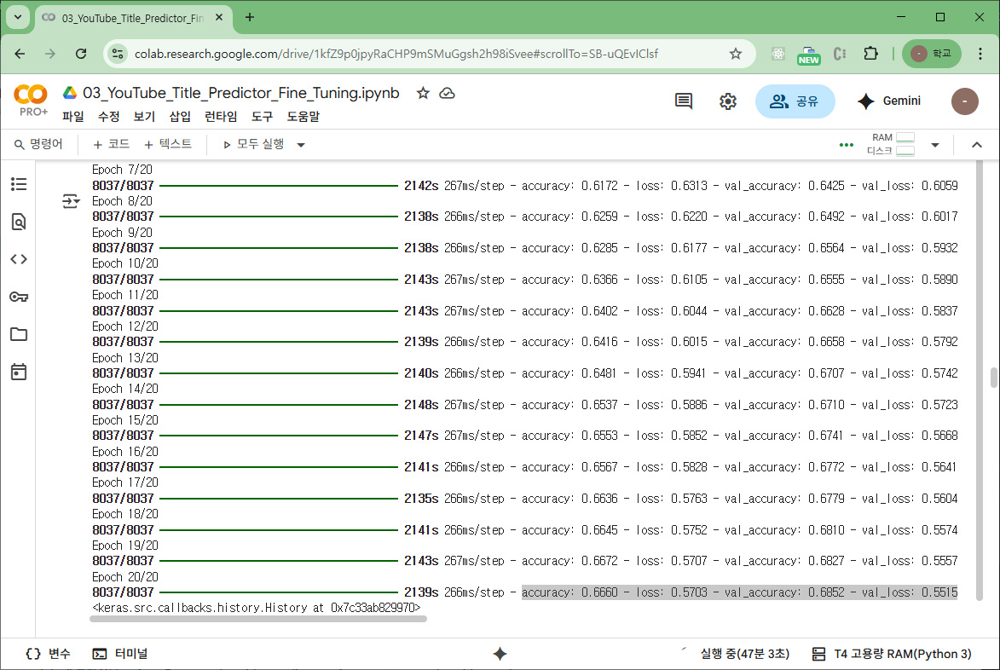 03_YouTube_Title_Predictor_Fin
colab.research.google.com/drive/1kfZ9p0jpyRaCHP9mSMuGgsh2h98iSvee#scrollTo=SB-uQEvICIsf
NEW
학교
PRO+
03_YouTube_Title_Predictor_Fine_Tuning.ipynb
파일 수정 보기 삽입 런타임 도구 도움말
공유
Gemini
명령어 + 코드 + 텍스트 모두 실행
RAM
디스크
Epoch 7/20
8037/8037 2142s 267ms/step - accuracy: 0.6172 - loss: 0.6313 - val_accuracy: 0.6425 - val_loss: 0.6059
Epoch 8/20
8037/8037 2138s 266ms/step - accuracy: 0.6259 - loss: 0.6220 - val_accuracy: 0.6492 - val_loss: 0.6017
Epoch 9/20
8037/8037 2138s 266ms/step - accuracy: 0.6285 - loss: 0.6177 - val_accuracy: 0.6564 - val_loss: 0.5932
Epoch 10/20
8037/8037 2143s 267ms/step - accuracy: 0.6366 - loss: 0.6105 - val_accuracy: 0.6555 - val_loss: 0.5890
Epoch 11/20
8037/8037 2143s 267ms/step - accuracy: 0.6402 - loss: 0.6044 - val_accuracy: 0.6628 - val_loss: 0.5837
Epoch 12/20
8037/8037 2139s 266ms/step - accuracy: 0.6416 - loss: 0.6015 - val_accuracy: 0.6658 - val_loss: 0.5792
Epoch 13/20
8037/8037 2140s 266ms/step - accuracy: 0.6481 - loss: 0.5941 - val_accuracy: 0.6707 - val_loss: 0.5742
Epoch 14/20
8037/8037 2148s 267ms/step - accuracy: 0.6537 - loss: 0.5886 - val_accuracy: 0.6710 - val_loss: 0.5723
Epoch 15/20
8037/8037 2147s 267ms/step - accuracy: 0.6553 - loss: 0.5852 - val_accuracy: 0.6741 - val_loss: 0.5668
Epoch 16/20
8037/8037 2141s 266ms/step - accuracy: 0.6567 - loss: 0.5828 - val_accuracy: 0.6772 - val_loss: 0.5641
Epoch 17/20
8037/8037 2135s 266ms/step - accuracy: 0.6636 - loss: 0.5763 - val_accuracy: 0.6779 - val_loss: 0.5604
Epoch 18/20
8037/8037 2141s 266ms/step - accuracy: 0.6645 - loss: 0.5752 - val_accuracy: 0.6810 - val_loss: 0.5574
Epoch 19/20
8037/8037 2143s 267ms/step - accuracy: 0.6672 - loss: 0.5707 - val_accuracy: 0.6827 - val_loss: 0.5557
Epoch 20/20
8037/8037 2139s 266ms/step - accuracy: 0.6660 - loss: 0.5703 - val_accuracy: 0.6852 - val_loss: 0.5515
<keras.src.callbacks.history.History at 0x7c33ab829970>
변수 터미널 실행 중(47분 3초) T4 고용량 RAM(Python 3)